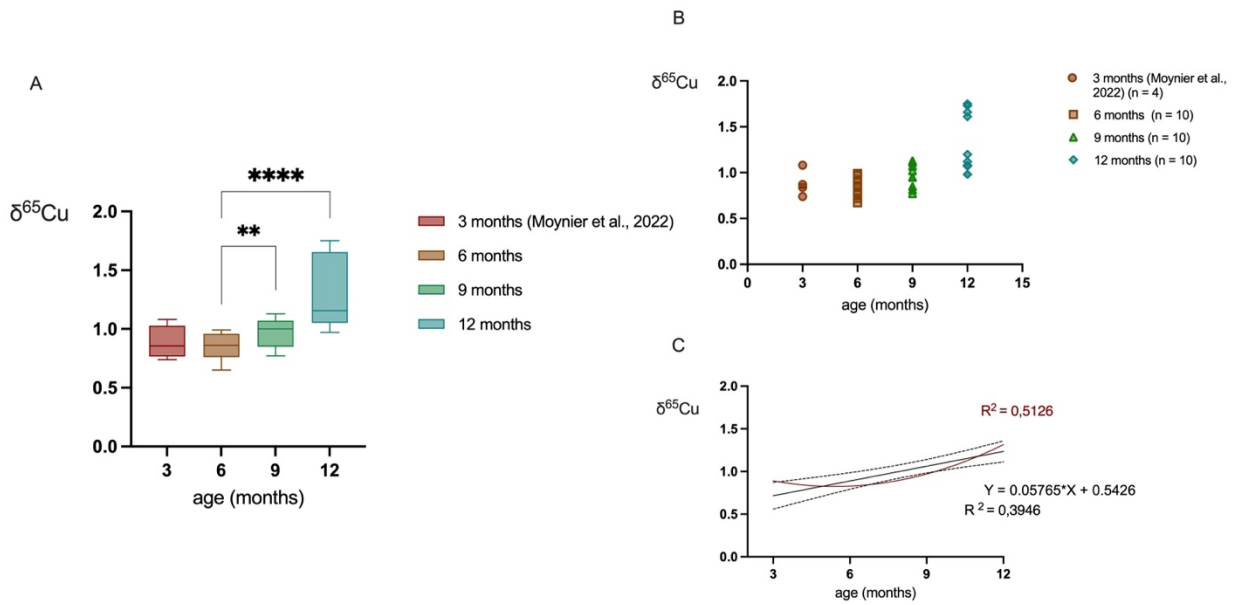 A
δ⁶⁵Cu
2.0
1.5
1.0
0.5
0.0
****
**
3 6 9 12
age (months)
3 months (Moynier et al., 2022)
6 months
9 months
12 months
B
δ⁶⁵Cu
2.0
1.5
1.0
0.5
0.0
0 3 6 9 12 15
age (months)
3 months (Moynier et al.,
2022) (n = 4)
6 months (n = 10)
9 months (n = 10)
12 months (n = 10)
C
δ⁶⁵Cu
2.0
1.5
1.0
0.5
0.0
R² = 0,5126
Y = 0.05765*X + 0.5426
R² = 0,3946
3 6 9 12
age (months)